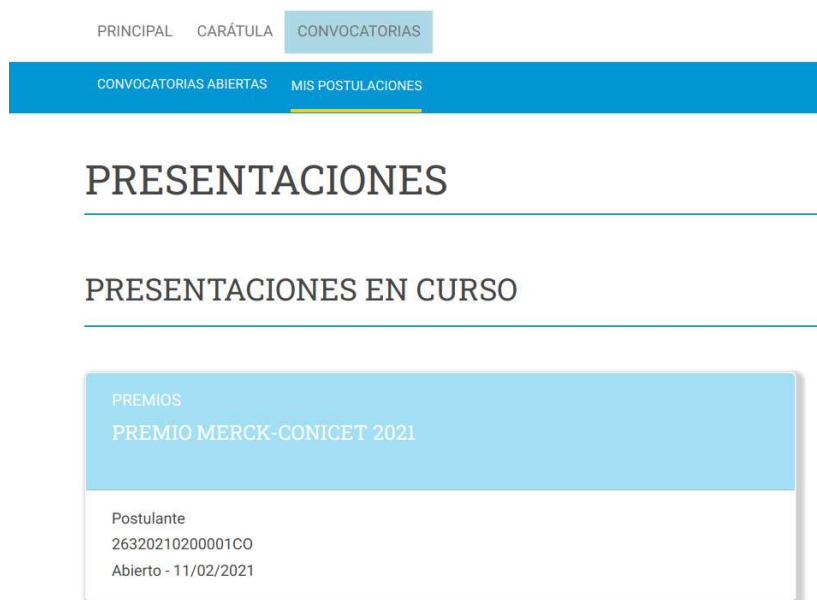 PRINCIPAL CARÁTULA CONVOCATORIAS
CONVOCATORIAS ABIERTAS MIS POSTULACIONES
PRESENTACIONES
PRESENTACIONES EN CURSO
PREMIOS
PREMIO MERCK-CONICET 2021
Postulante
26320210200001CO
Abierto - 11/02/2021